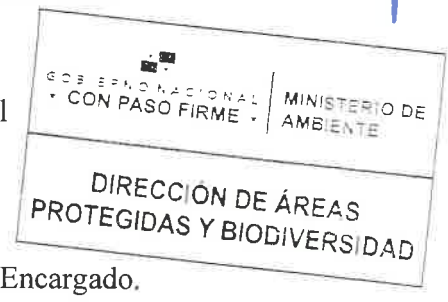 GOBIERNO NACIONAL
• CON PASO FIRME •
MINISTERIO DE
AMBIENTE
l
DIRECCIÓN DE ÁREAS
PROTEGIDAS Y BIODIVERSIDAD
Encargado.